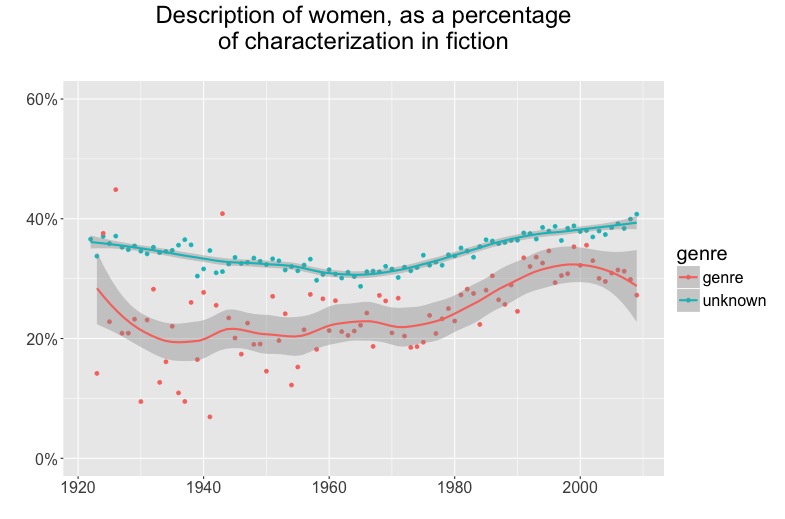 Description of women, as a percentage
of characterization in fiction
60%
40%
20%
0%
1920 1940 1960 1980 2000
genre
genre
unknown